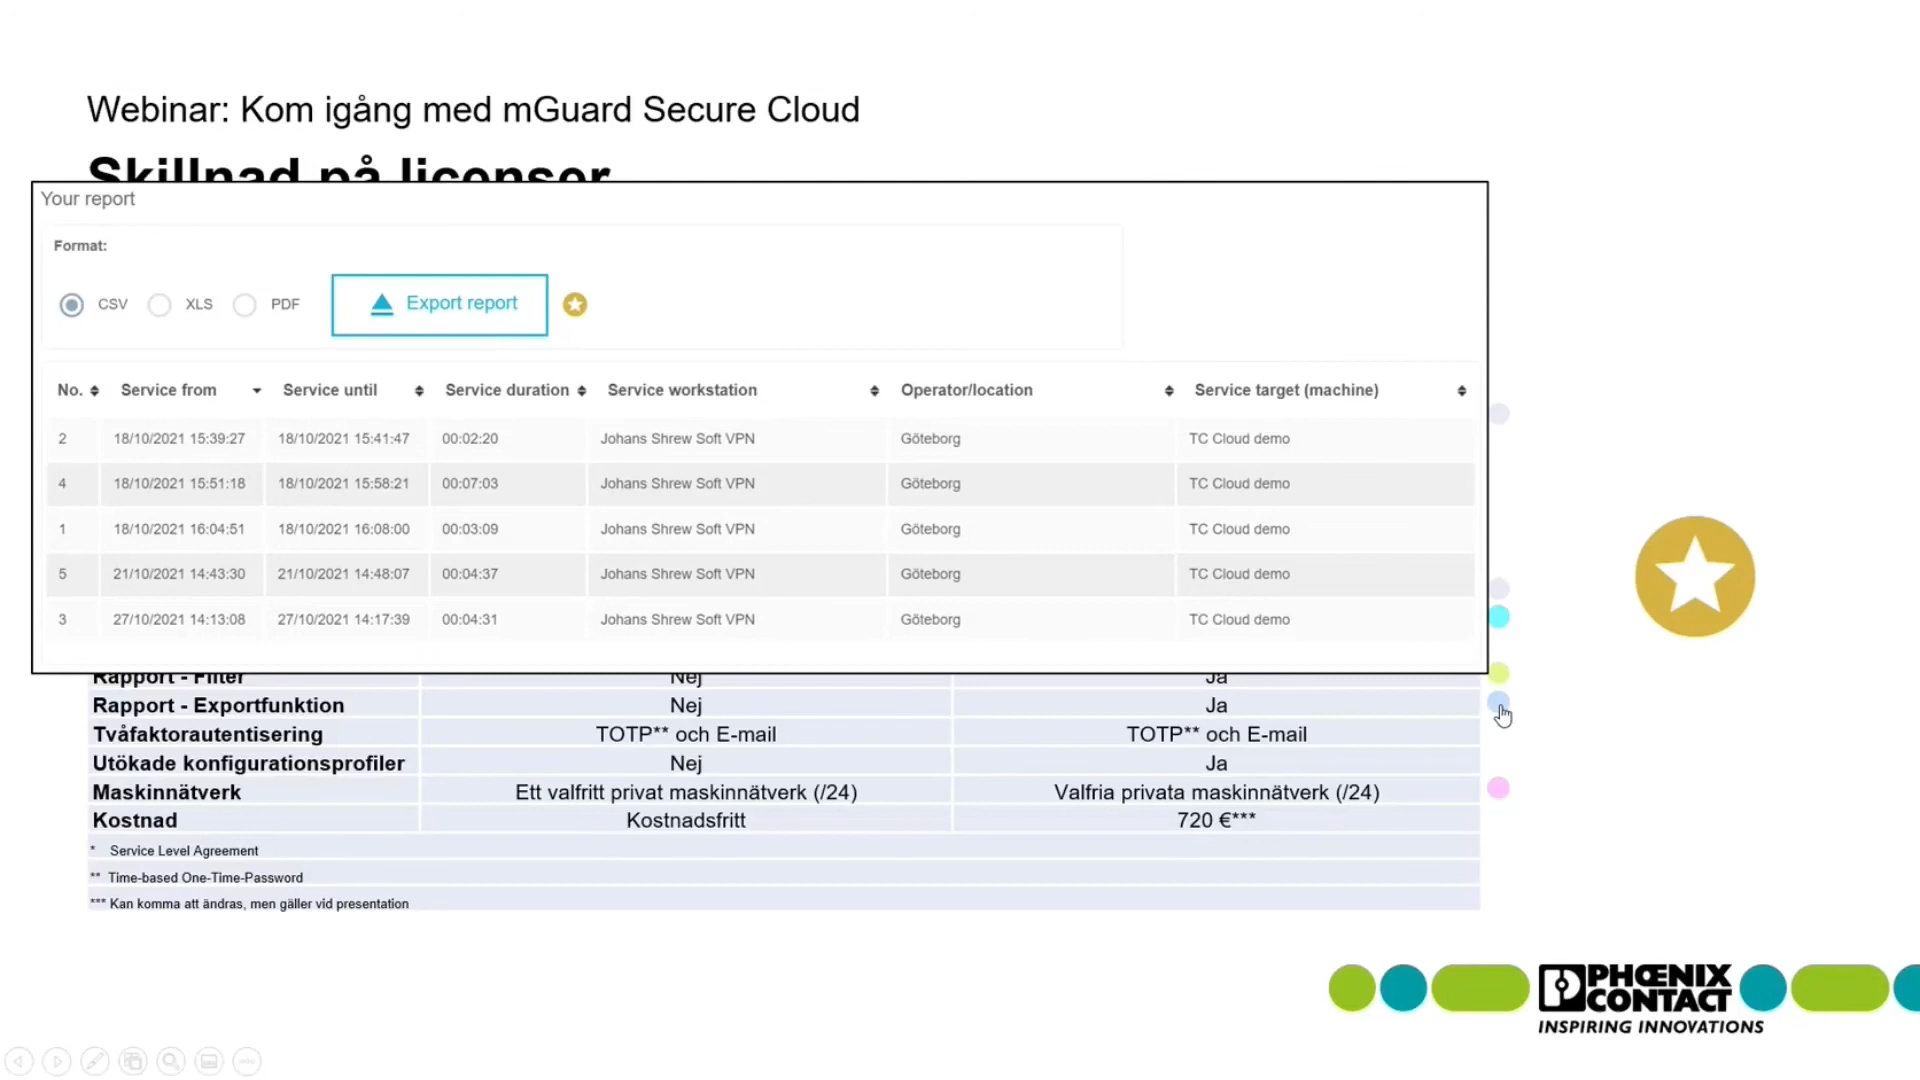 Webinar: Kom igång med mGuard Secure Cloud
Skillnad på licenser
Your report
Format:
CSV XLS PDF Export report
No. Service from Service until Service duration Service workstation Operator/location Service target (machine)
2 18/10/2021 15:39:27 18/10/2021 15:41:47 00:02:20 Johans Shrew Soft VPN Göteborg TC Cloud demo
4 18/10/2021 15:51:18 18/10/2021 15:58:21 00:07:03 Johans Shrew Soft VPN Göteborg TC Cloud demo
1 18/10/2021 16:04:51 18/10/2021 16:08:00 00:03:09 Johans Shrew Soft VPN Göteborg TC Cloud demo
5 21/10/2021 14:43:30 21/10/2021 14:48:07 00:04:37 Johans Shrew Soft VPN Göteborg TC Cloud demo
3 27/10/2021 14:13:08 27/10/2021 14:17:39 00:04:31 Johans Shrew Soft VPN Göteborg TC Cloud demo
Rapport - Filter Nej Ja
Rapport - Exportfunktion Nej Ja
Tvåfaktorautentisering TOTP** och E-mail TOTP** och E-mail
Utökade konfigurationsprofiler Nej Ja
Maskinnätverk Ett valfritt privat maskinnätverk (/24) Valfria privata maskinnätverk (/24)
Kostnad Kostnadsfritt 720 €***
* Service Level Agreement
** Time-based One-Time-Password
*** Kan komma att ändras, men gäller vid presentation
PHŒNIX
CONTACT
INSPIRING INNOVATIONS